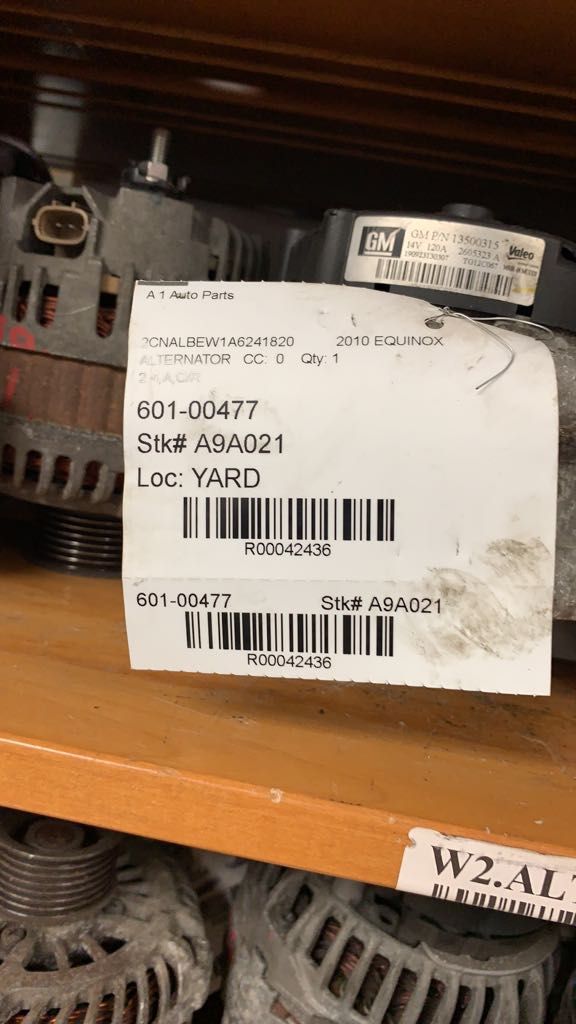 GM
GM P/N 13500315
14V 120A 2605323 A
Valeo
A 1 Auto Parts
2CNALBEW1A6241820 2010 EQUINOX
ALTERNATOR CC: 0 Qty: 1
601-00477
Stk# A9A021
Loc: YARD
R00042436
601-00477 Stk# A9A021
R00042436
W2.AL